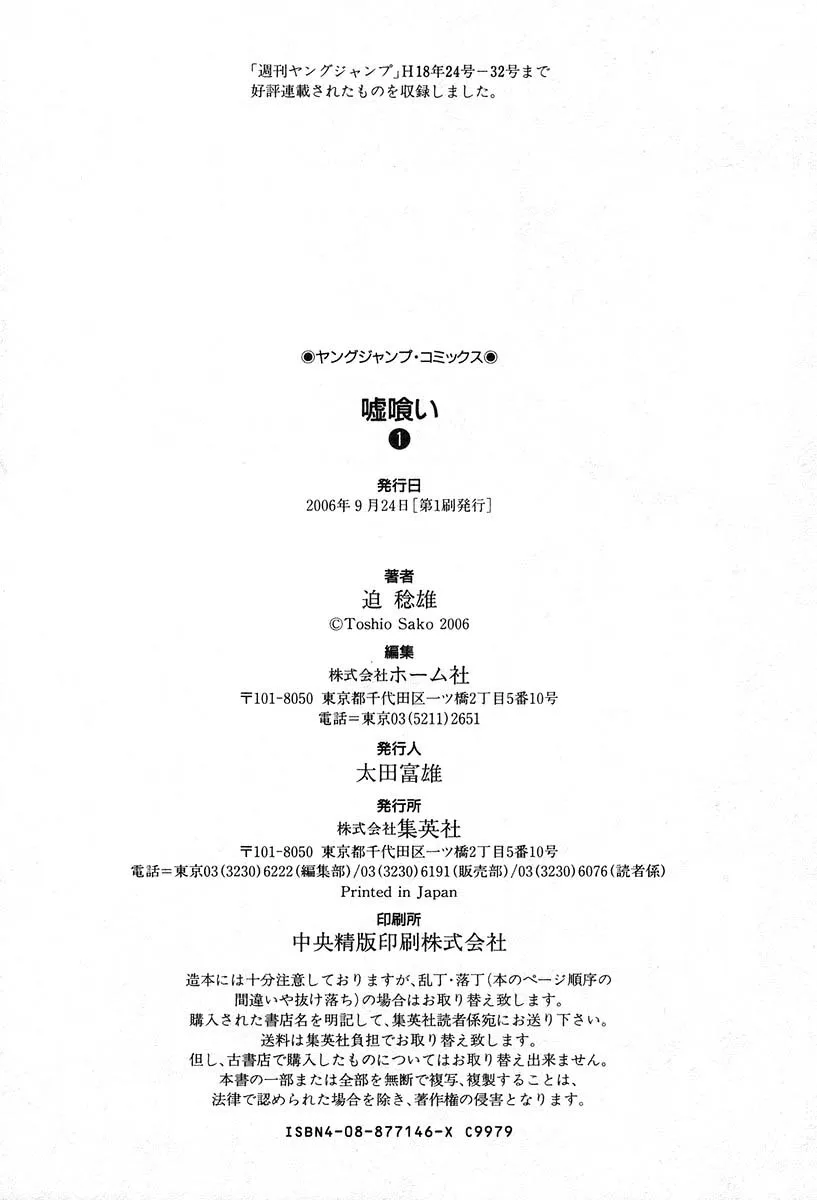 「週刊ヤングジャンプ」H18年24号－32号まで
好評連載されたものを収録しました。
◉ヤングジャンプ・コミックス◉
嘘喰い
❶
発行日
2006年9月24日[第1刷発行]
著者
迫 稔雄
©Toshio Sako 2006
編集
株式会社ホーム社
〒101-8050 東京都千代田区一ツ橋2丁目5番10号
電話＝東京03(5211)2651
発行人
太田富雄
発行所
株式会社集英社
〒101-8050 東京都千代田区一ツ橋2丁目5番10号
電話＝東京03(3230)6222(編集部)/03(3230)6191(販売部)/03(3230)6076(読者係)
Printed in Japan
印刷所
中央精版印刷株式会社
造本には十分注意しておりますが、乱丁・落丁(本のページ順序の
間違いや抜け落ち)の場合はお取り替え致します。
購入された書店名を明記して、集英社読者係宛にお送り下さい。
送料は集英社負担でお取り替え致します。
但し、古書店で購入したものについてはお取り替え出来ません。
本書の一部または全部を無断で複写、複製することは、
法律で認められた場合を除き、著作権の侵害となります。
ISBN4-08-877146-X C9979